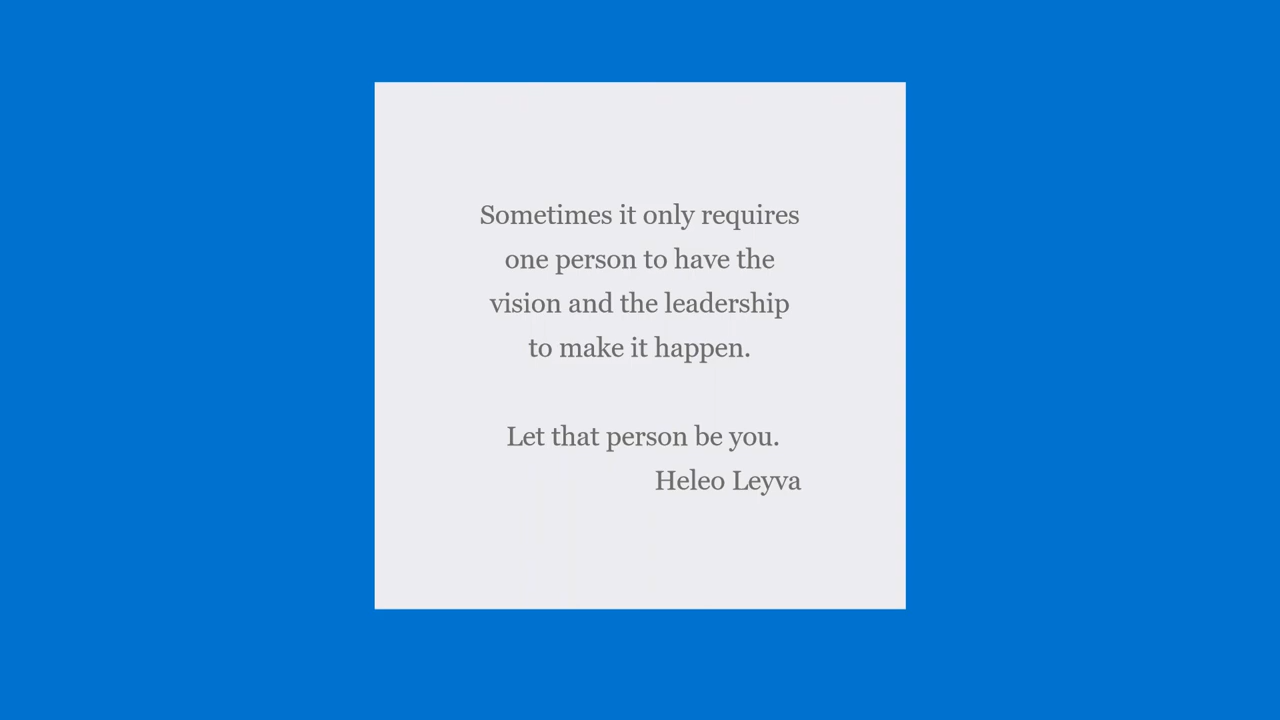 Sometimes it only requires
one person to have the
vision and the leadership
to make it happen.
Let that person be you.
Heleo Leyva